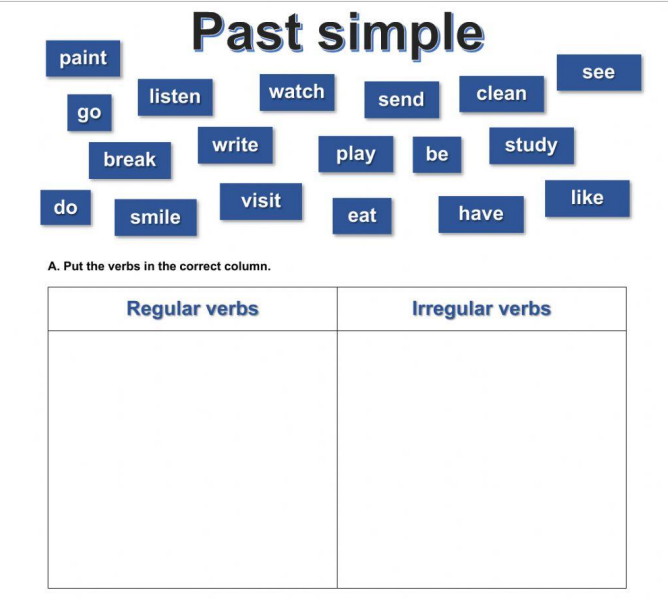 Past simple
paint
see
listen
watch
send
clean
go
break
write
play
be
study
do
smile
visit
eat
have
like
A. Put the verbs in the correct column.
Regular verbs
Irregular verbs